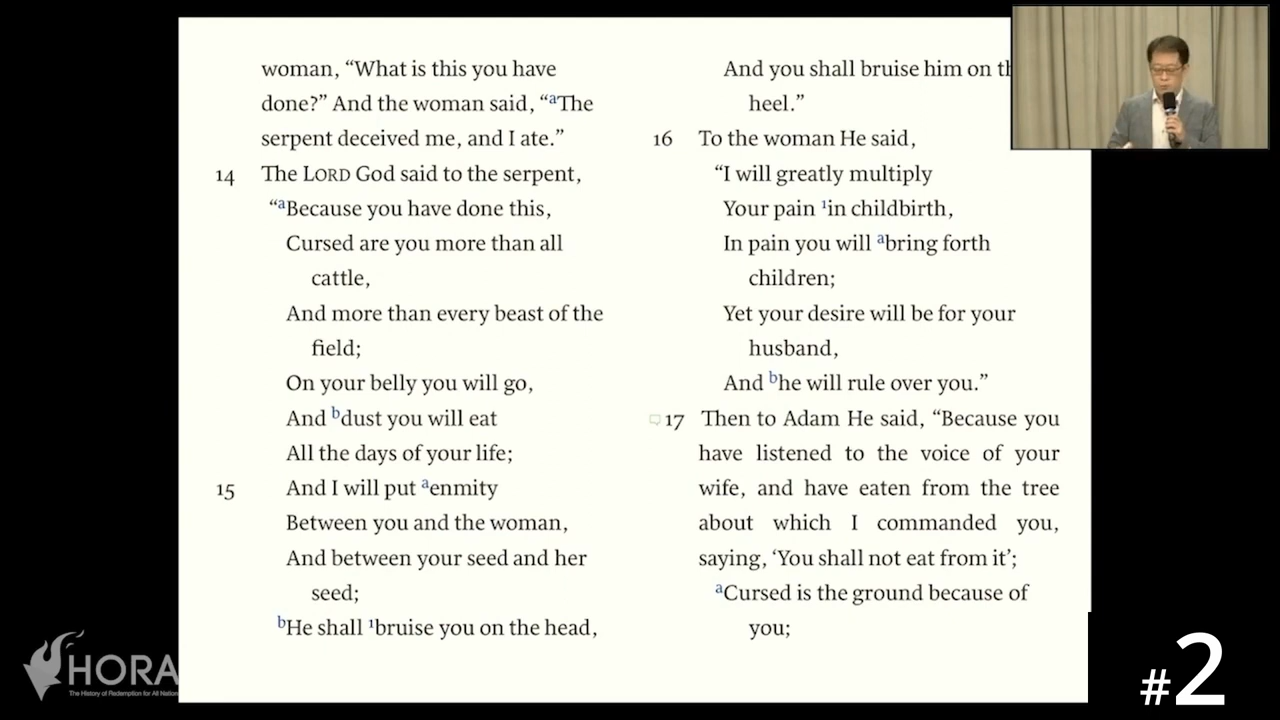 woman, “What is this you have
done?” And the woman said, “aThe
serpent deceived me, and I ate.”
14 The LORD God said to the serpent,
“aBecause you have done this,
Cursed are you more than all
cattle,
And more than every beast of the
field;
On your belly you will go,
And bdust you will eat
All the days of your life;
15 And I will put aenmity
Between you and the woman,
And between your seed and her
seed;
bHe shall 1bruise you on the head,
And you shall bruise him on
heel.”
16 To the woman He said,
“I will greatly multiply
Your pain 1in childbirth,
In pain you will abring forth
children;
Yet your desire will be for your
husband,
And bhe will rule over you.”
17 Then to Adam He said, “Because you
have listened to the voice of your
wife, and have eaten from the tree
about which I commanded you,
saying, ‘You shall not eat from it’;
aCursed is the ground because of
you;
HORA
The History of Redemption for All Nation
#2